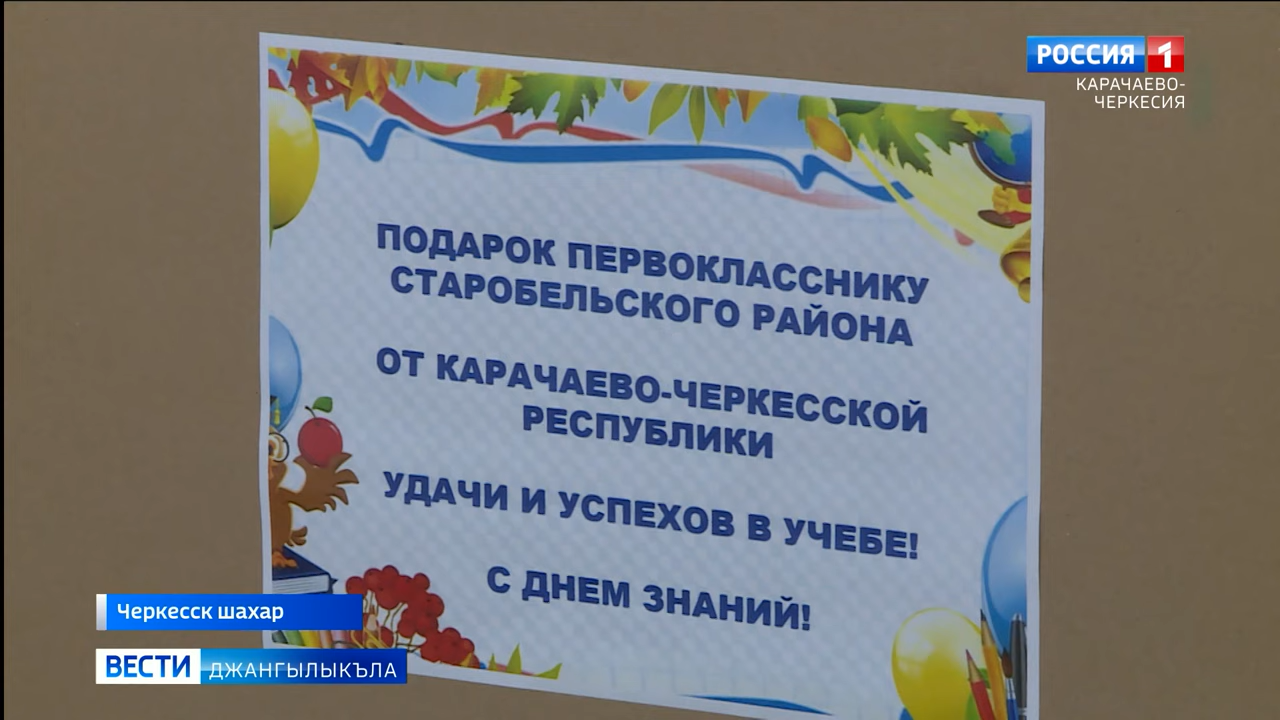 РОССИЯ 1
КАРАЧАЕВО-
ЧЕРКЕСИЯ
ПОДАРОК ПЕРВОКЛАССНИКУ
СТАРОБЕЛЬСКОГО РАЙОНА
ОТ КАРАЧАЕВО-ЧЕРКЕССКОЙ
РЕСПУБЛИКИ
УДАЧИ И УСПЕХОВ В УЧЕБЕ!
С ДНЕМ ЗНАНИЙ!
Черкесск шахар
ВЕСТИ ДЖАНГЫЛЫКЪЛА